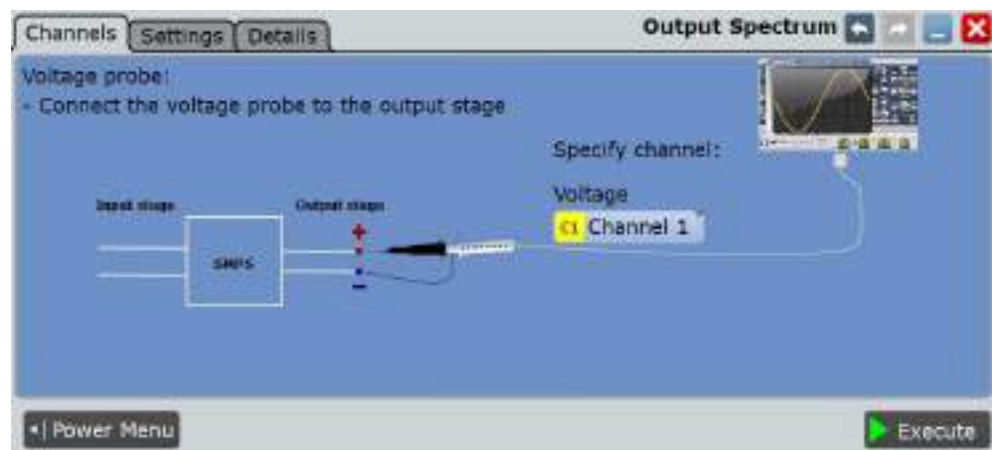 Channels Settings Details Output Spectrum
Voltage probe:
- Connect the voltage probe to the output stage
Specify channel:
Voltage
C1 Channel 1
Input stage
Output stage
+
SMPS
-
Power Menu
Execute